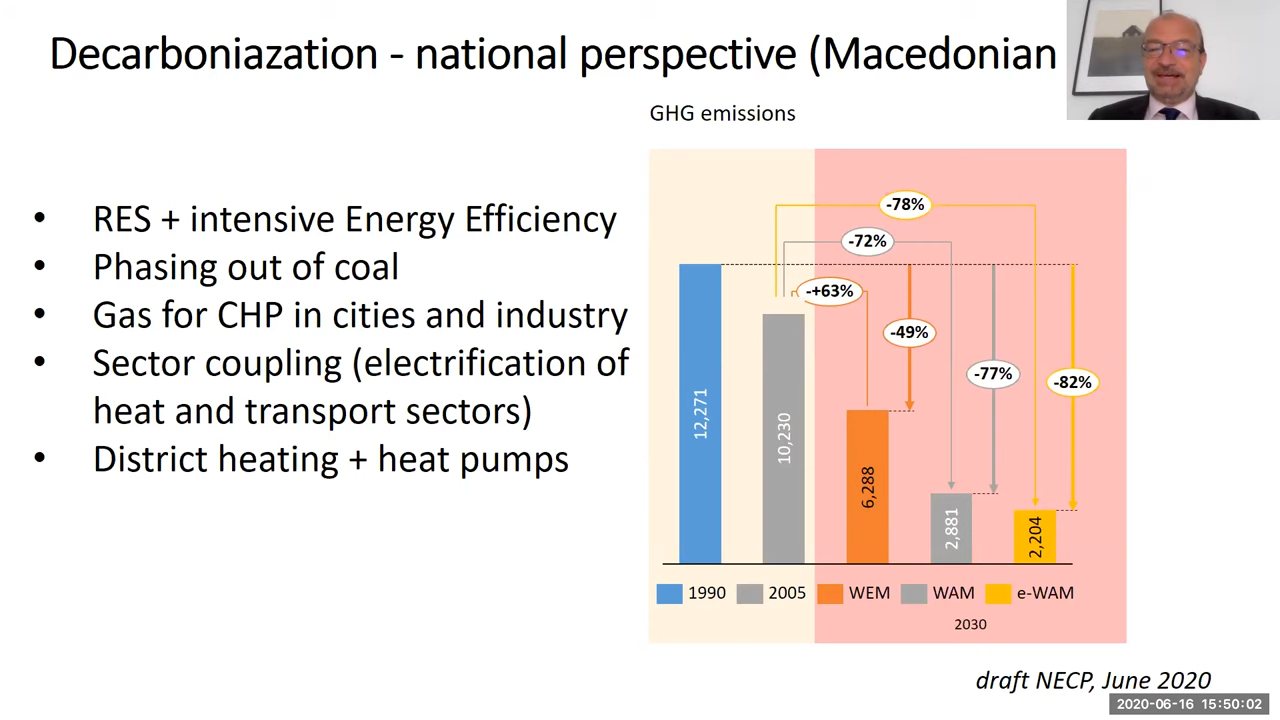 Decarboniazation - national perspective (Macedonian
GHG emissions
• RES + intensive Energy Efficiency
• Phasing out of coal
• Gas for CHP in cities and industry
• Sector coupling (electrification of
heat and transport sectors)
• District heating + heat pumps
-78%
-72%
-+63%
-49%
-77%
-82%
12,271
10,230
6,288
2,881
2,204
1990 2005 WEM WAM e-WAM
2030
draft NECP, June 2020
2020-06-16 15:50:02